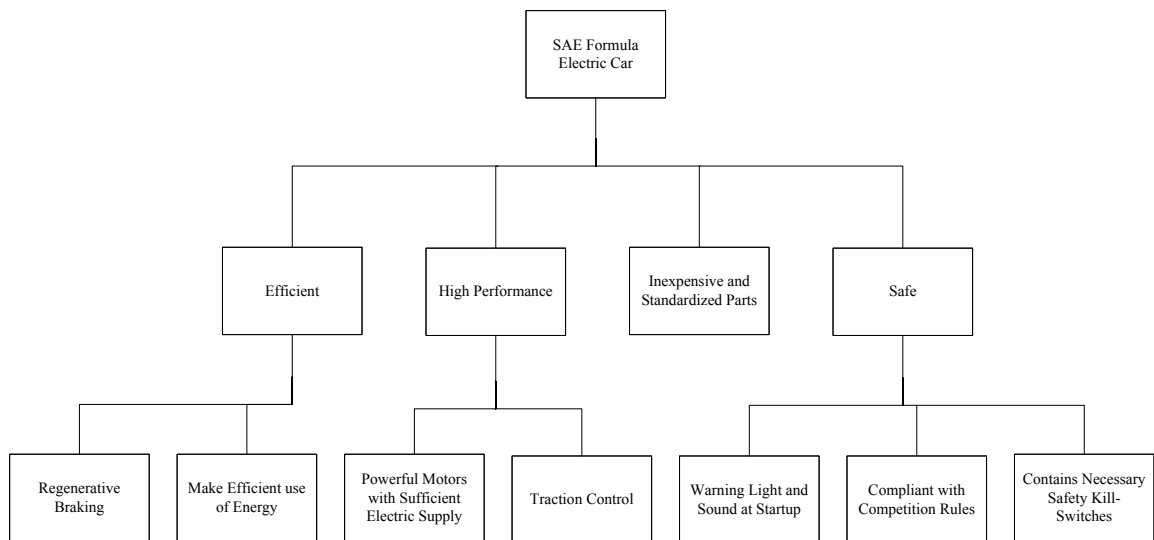 SAE Formula
Electric Car
Efficient
High Performance
Inexpensive and
Standardized Parts
Safe
Regenerative
Braking
Make Efficient use
of Energy
Powerful Motors
with Sufficient
Electric Supply
Traction Control
Warning Light and
Sound at Startup
Compliant with
Competition Rules
Contains Necessary
Safety Kill-
Switches